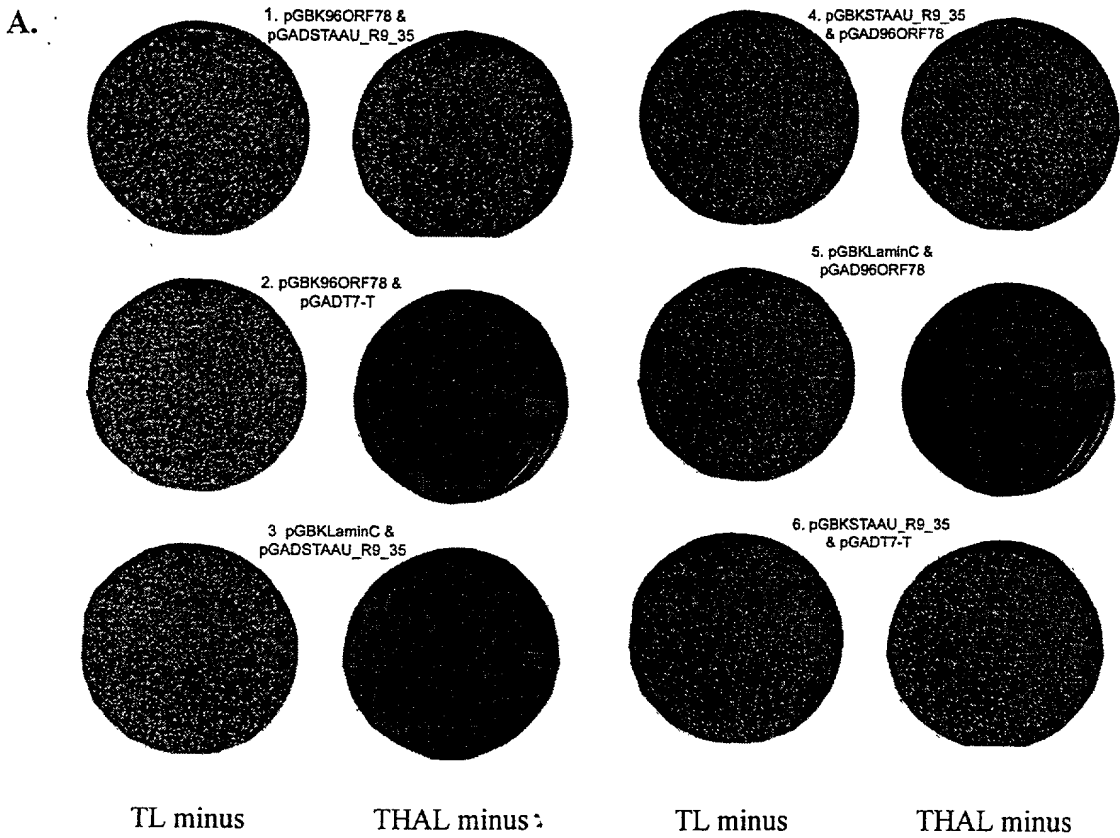 A.
1. pGBK96ORF78 &
pGADSTAAU_R9_35
4. pGBKSTAAU_R9_35
& pGAD96ORF78
2. pGBK96ORF78 &
pGADT7-T
5. pGBKLaminC &
pGAD96ORF78
3 pGBKLaminC &
pGADSTAAU_R9_35
6. pGBKSTAAU_R9_35
& pGADT7-T
TL minus THAL minus TL minus THAL minus